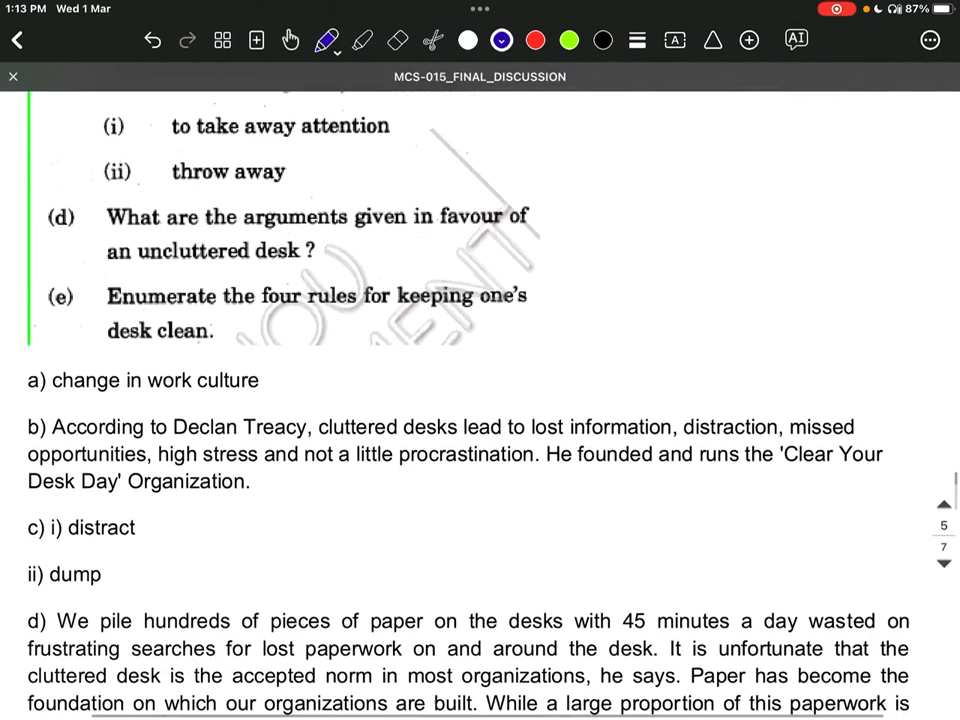 1:13 PM Wed 1 Mar
87%
MCS-015_FINAL_DISCUSSION
(i) to take away attention
(ii) throw away
(d) What are the arguments given in favour of
an uncluttered desk ?
(e) Enumerate the four rules for keeping one's
desk clean.
a) change in work culture
b) According to Declan Treacy, cluttered desks lead to lost information, distraction, missed
opportunities, high stress and not a little procrastination. He founded and runs the 'Clear Your
Desk Day' Organization.
c) i) distract
ii) dump
d) We pile hundreds of pieces of paper on the desks with 45 minutes a day wasted on
frustrating searches for lost paperwork on and around the desk. It is unfortunate that the
cluttered desk is the accepted norm in most organizations, he says. Paper has become the
foundation on which our organizations are built. While a large proportion of this paperwork is
5
7
A
AI